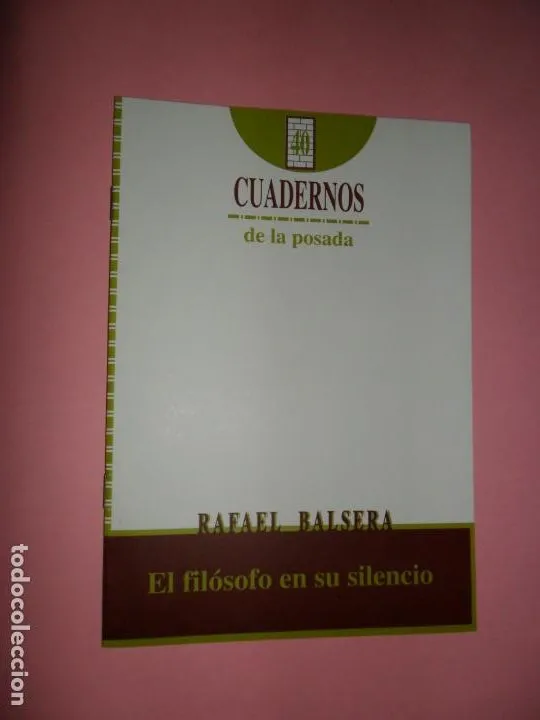 40
CUADERNOS
de la posada
RAFAEL BALSERA
El filósofo en su silencio
todocoleccion